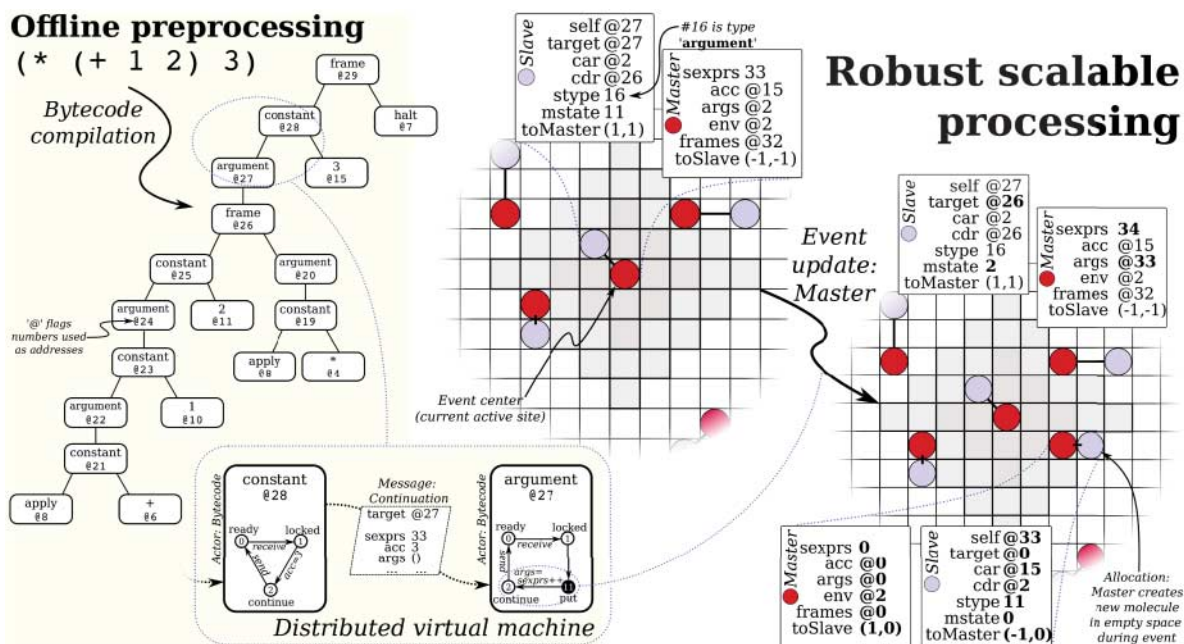 Offline preprocessing
(* (+ 1 2) 3)
Bytecode
compilation
frame
@29
constant
@28
halt
@7
argument
@27
3
@15
frame
@26
constant
@25
argument
@20
argument
@24
2
@11
constant
@19
'@' flags
numbers used
as addresses
constant
@23
apply
@8
*
@4
argument
@22
1
@10
constant
@21
apply
@8
+
@6
Slave
self @27
target @27
car @2
cdr @26
stype 16
mstate 11
toMaster (1,1)
#16 is type
'argument'
Master
sexprs 33
acc @15
args @2
env @2
frames @32
toSlave (-1,-1)
Robust scalable
processing
Event center
(current active site)
Event
update:
Master
Slave
self @27
target @26
car @2
cdr @26
stype 16
mstate 2
toMaster (1,1)
Master
sexprs 34
acc @15
args @33
env @2
frames @32
toSlave (-1,-1)
Actor: Bytecode
constant
@28
ready
0
locked
1
receive
acc=3
send
2
continue
Message:
Continuation
target @27
sexprs 33
acc 3
args ()
... ...
Actor: Bytecode
argument
@27
ready
0
locked
1
receive
send
args=
sexprs++
2
continue
11
put
Distributed virtual machine
Master
sexprs 0
acc @0
args @0
env @2
frames @0
toSlave (1,0)
Slave
self @33
target @0
car @15
cdr @2
stype 11
mstate 0
toMaster (-1,0)
Allocation:
Master creates
new molecule
in empty space
during event